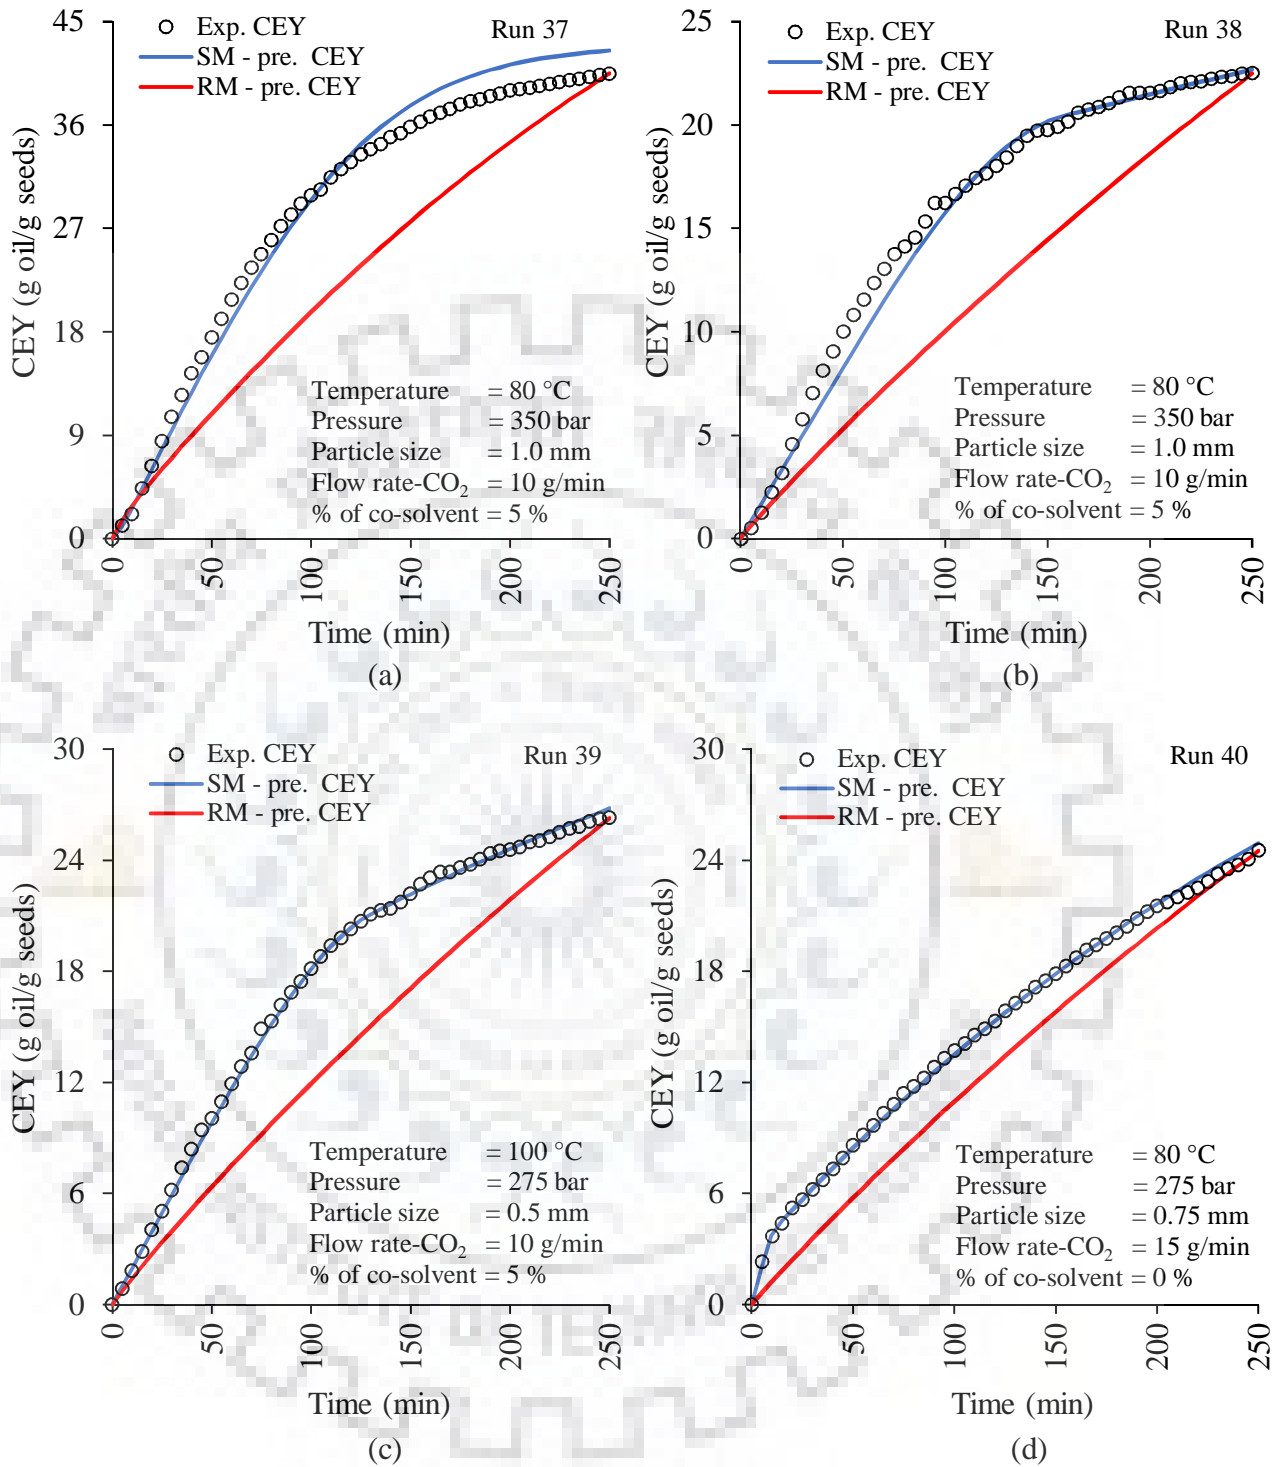 45
36
27
18
9
0
CEY (g oil/g seeds)
Exp. CEY
SM - pre. CEY
RM - pre. CEY
Run 37
Temperature = 80 °C
Pressure = 350 bar
Particle size = 1.0 mm
Flow rate-CO₂ = 10 g/min
% of co-solvent = 5 %
0 50 100 150 200 250
Time (min)
(a)
25
20
15
10
5
0
CEY (g oil/g seeds)
Exp. CEY
SM - pre. CEY
RM - pre. CEY
Run 38
Temperature = 80 °C
Pressure = 350 bar
Particle size = 1.0 mm
Flow rate-CO₂ = 10 g/min
% of co-solvent = 5 %
0 50 100 150 200 250
Time (min)
(b)
30
24
18
12
6
0
CEY (g oil/g seeds)
Exp. CEY
SM - pre. CEY
RM - pre. CEY
Run 39
Temperature = 100 °C
Pressure = 275 bar
Particle size = 0.5 mm
Flow rate-CO₂ = 10 g/min
% of co-solvent = 5 %
0 50 100 150 200 250
Time (min)
(c)
30
24
18
12
6
0
CEY (g oil/g seeds)
Exp. CEY
SM - pre. CEY
RM - pre. CEY
Run 40
Temperature = 80 °C
Pressure = 275 bar
Particle size = 0.75 mm
Flow rate-CO₂ = 15 g/min
% of co-solvent = 0 %
0 50 100 150 200 250
Time (min)
(d)